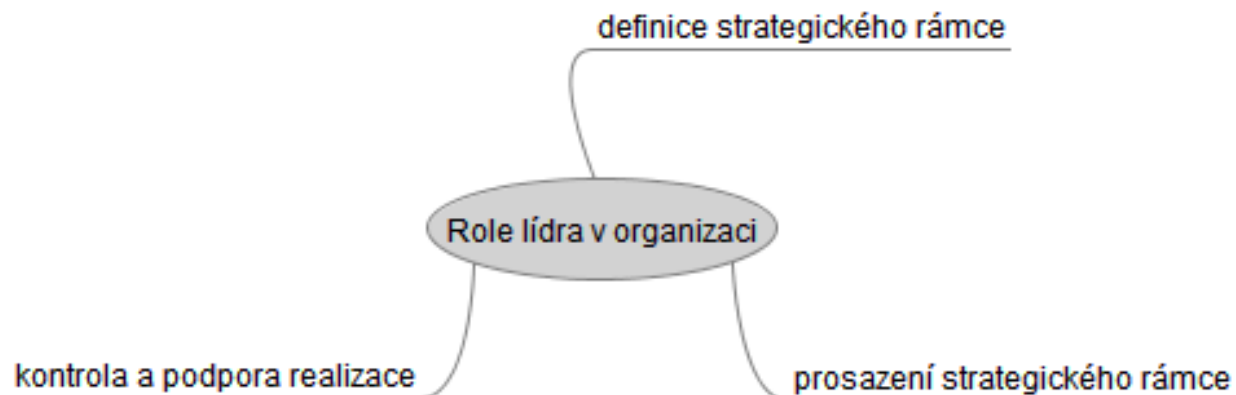 definice strategického rámce
Role lídra v organizaci
kontrola a podpora realizace
prosazení strategického rámce